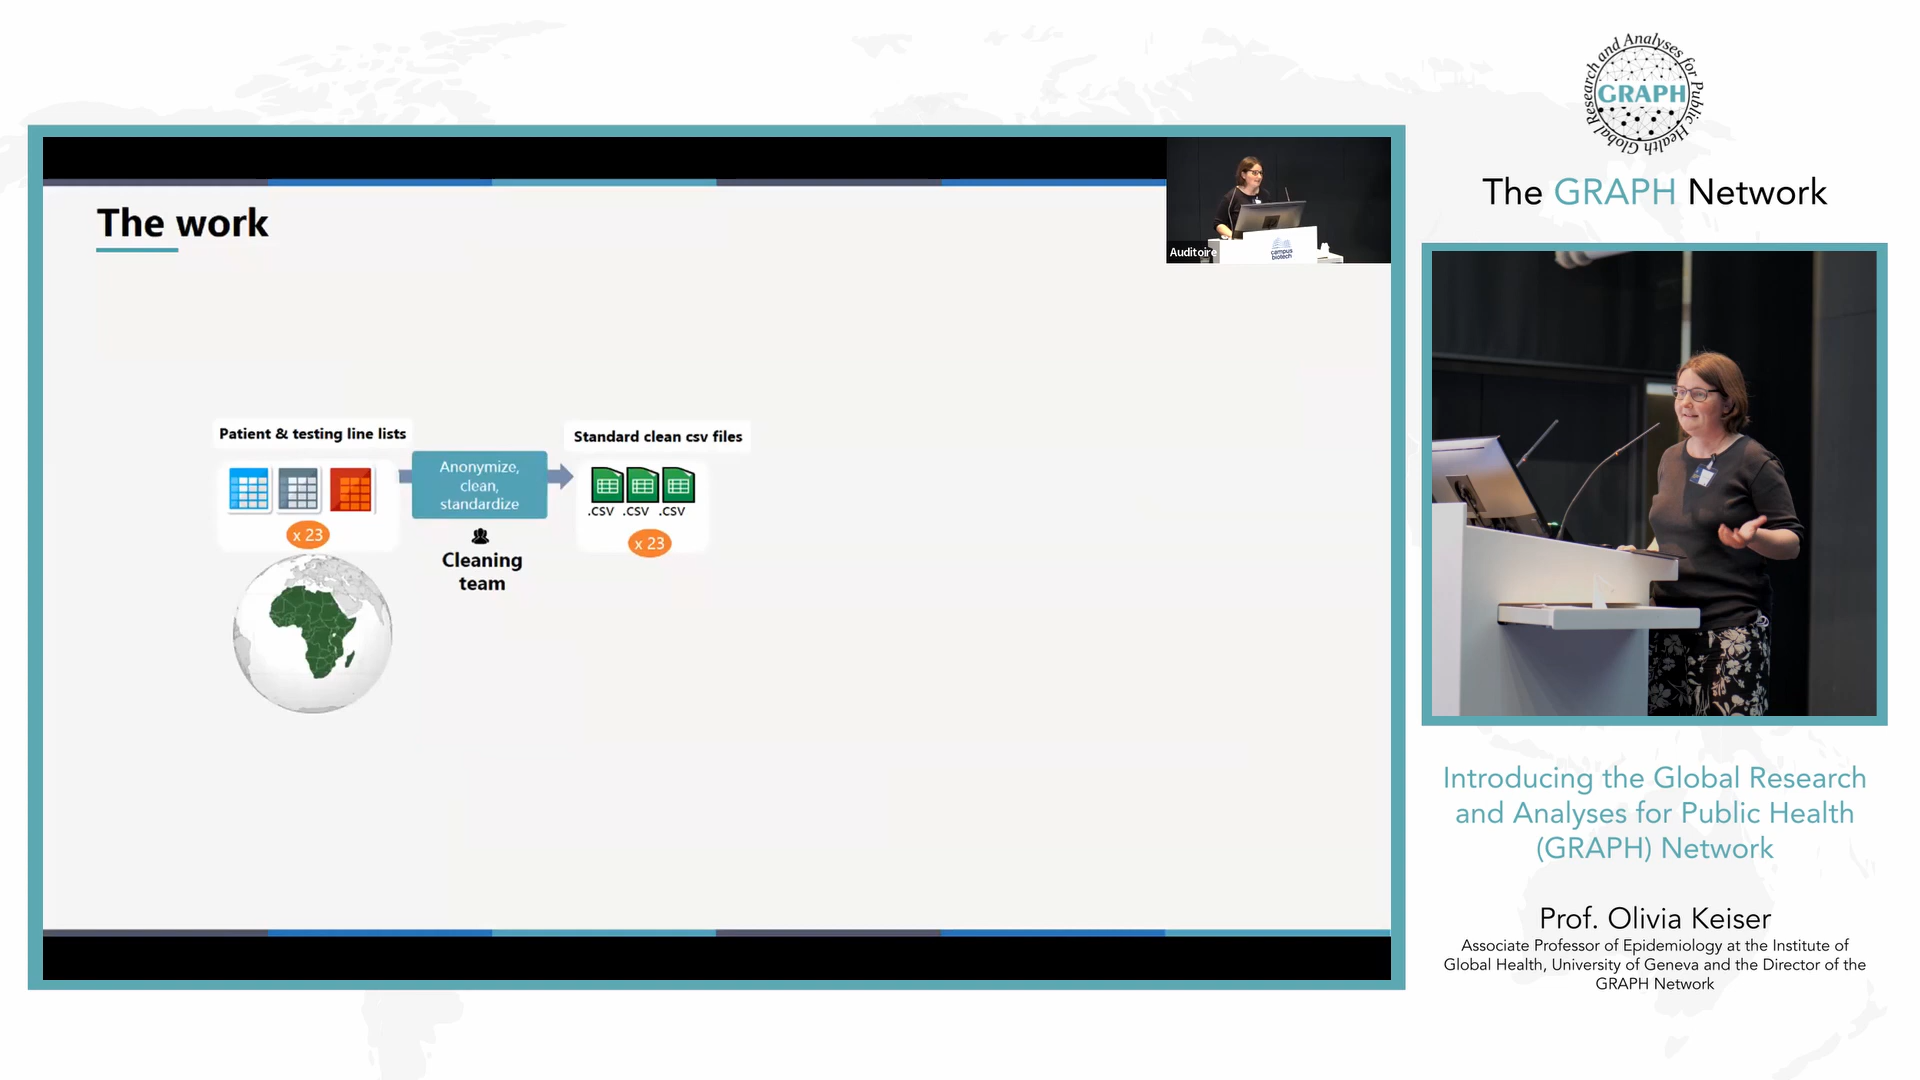 The work
Auditoire
campus
biotech
Patient & testing line lists
x 23
Anonymize,
clean,
standardize
Cleaning
team
Standard clean csv files
.CSV .CSV .CSV
x 23
Global Research and Analyses for Public Health
GRAPH
The GRAPH Network
Introducing the Global Research
and Analyses for Public Health
(GRAPH) Network
Prof. Olivia Keiser
Associate Professor of Epidemiology at the Institute of
Global Health, University of Geneva and the Director of the
GRAPH Network